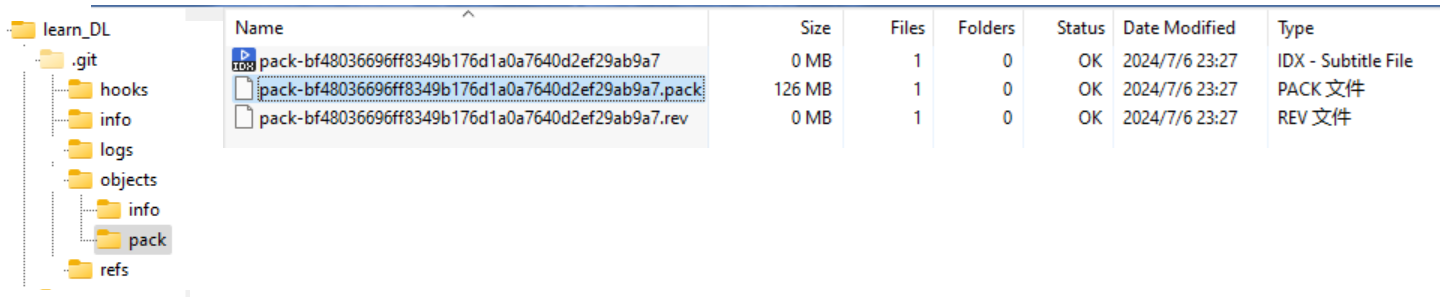 learn_DL
.git
hooks
info
logs
objects
info
pack
refs
Name Size Files Folders Status Date Modified Type
IDX pack-bf48036696ff8349b176d1a0a7640d2ef29ab9a7 0 MB 1 0 OK 2024/7/6 23:27 IDX - Subtitle File
pack-bf48036696ff8349b176d1a0a7640d2ef29ab9a7.pack 126 MB 1 0 OK 2024/7/6 23:27 PACK 文件
pack-bf48036696ff8349b176d1a0a7640d2ef29ab9a7.rev 0 MB 1 0 OK 2024/7/6 23:27 REV 文件